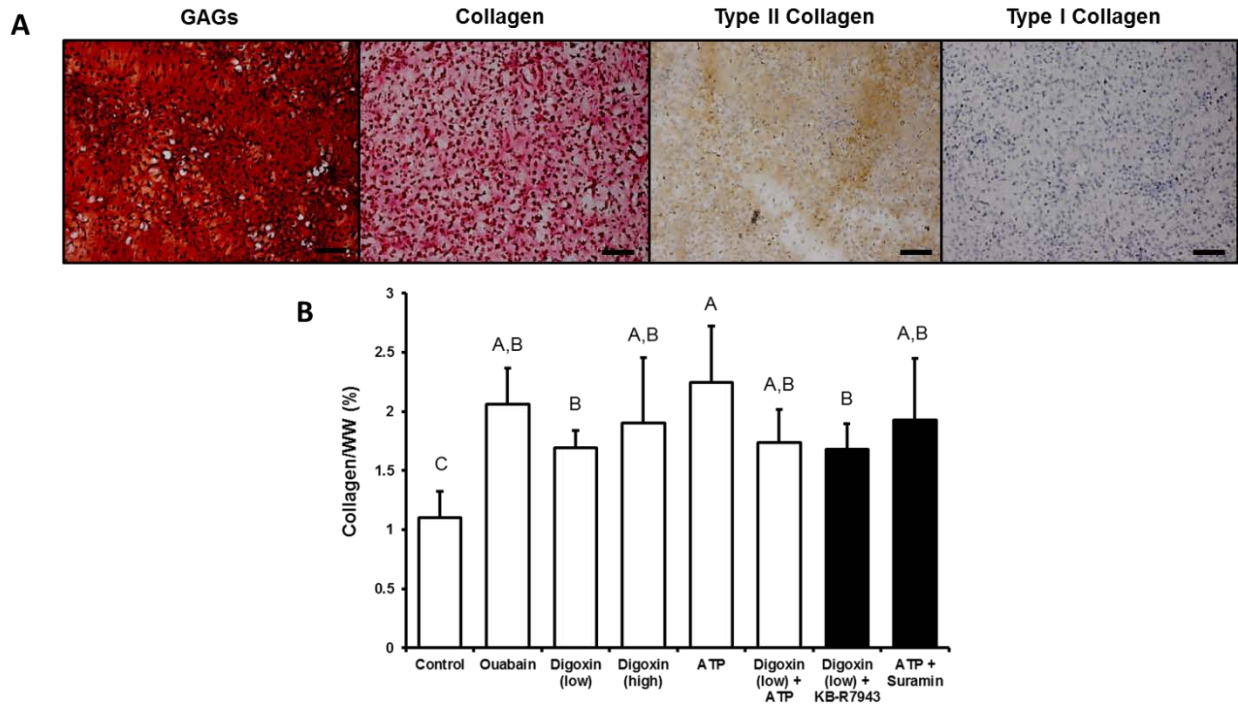 A
GAGs
Collagen
Type II Collagen
Type I Collagen
B
Collagen/WW (%)
3
2.5
2
1.5
1
0.5
0
C
A,B
B
A,B
A
A,B
B
A,B
Control
Ouabain
Digoxin
(low)
Digoxin
(high)
ATP
Digoxin
(low) +
ATP
Digoxin
(low) +
KB-R7943
ATP +
Suramin